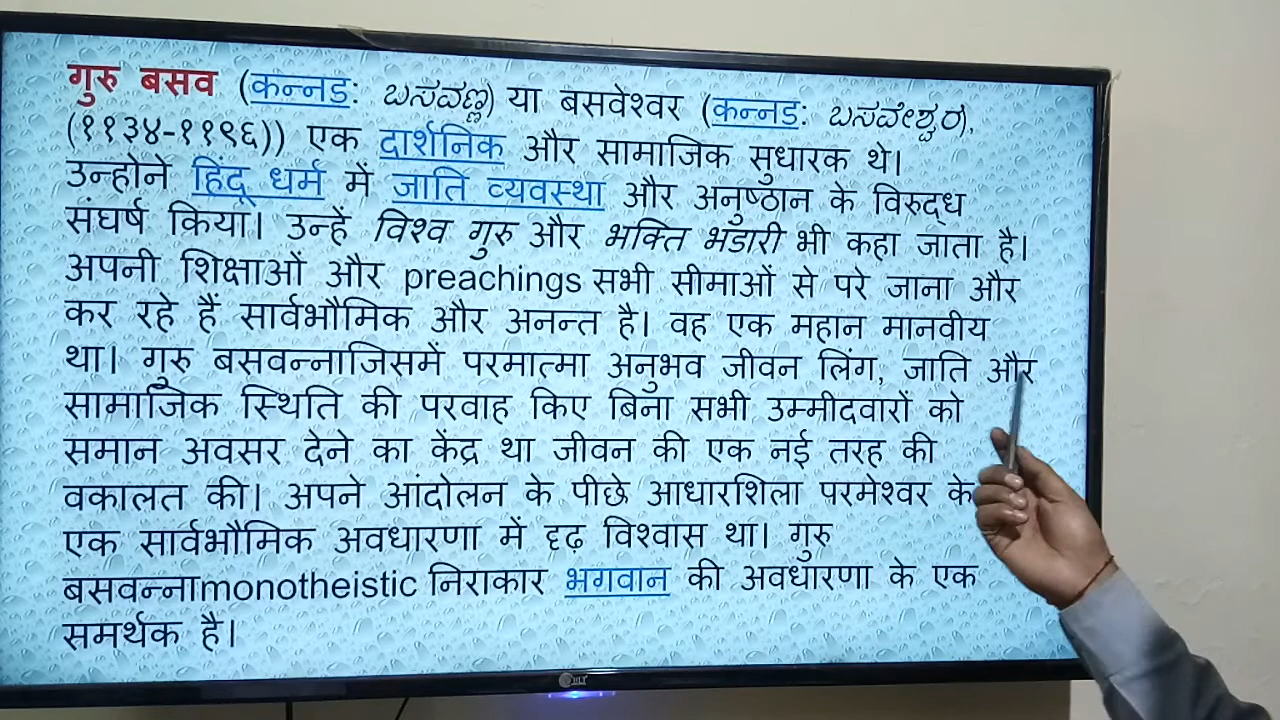 गुरु बसव (कन्नड: ಬಸವಣ್ಣ) या बसवेश्वर (कन्नड: ಬಸವೇಶ್ವರ),
(११३४-११९६)) एक दार्शनिक और सामाजिक सुधारक थे।
उन्होने हिंदू धर्म में जाति व्यवस्था और अनुष्ठान के विरुद्ध
संघर्ष किया। उन्हें विश्व गुरु और भक्ति भंडारी भी कहा जाता है।
अपनी शिक्षाओं और preachings सभी सीमाओं से परे जाना और
कर रहे हैं सार्वभौमिक और अनन्त है। वह एक महान मानवीय
था। गुरु बसवन्नाजिसमें परमात्मा अनुभव जीवन लिंग, जाति और
सामाजिक स्थिति की परवाह किए बिना सभी उम्मीदवारों को
समान अवसर देने का केंद्र था जीवन की एक नई तरह की
वकालत की। अपने आंदोलन के पीछे आधारशिला परमेश्वर के
एक सार्वभौमिक अवधारणा में दृढ़ विश्वास था। गुरु
बसवन्नाmonotheistic निराकार भगवान की अवधारणा के एक
समर्थक है।